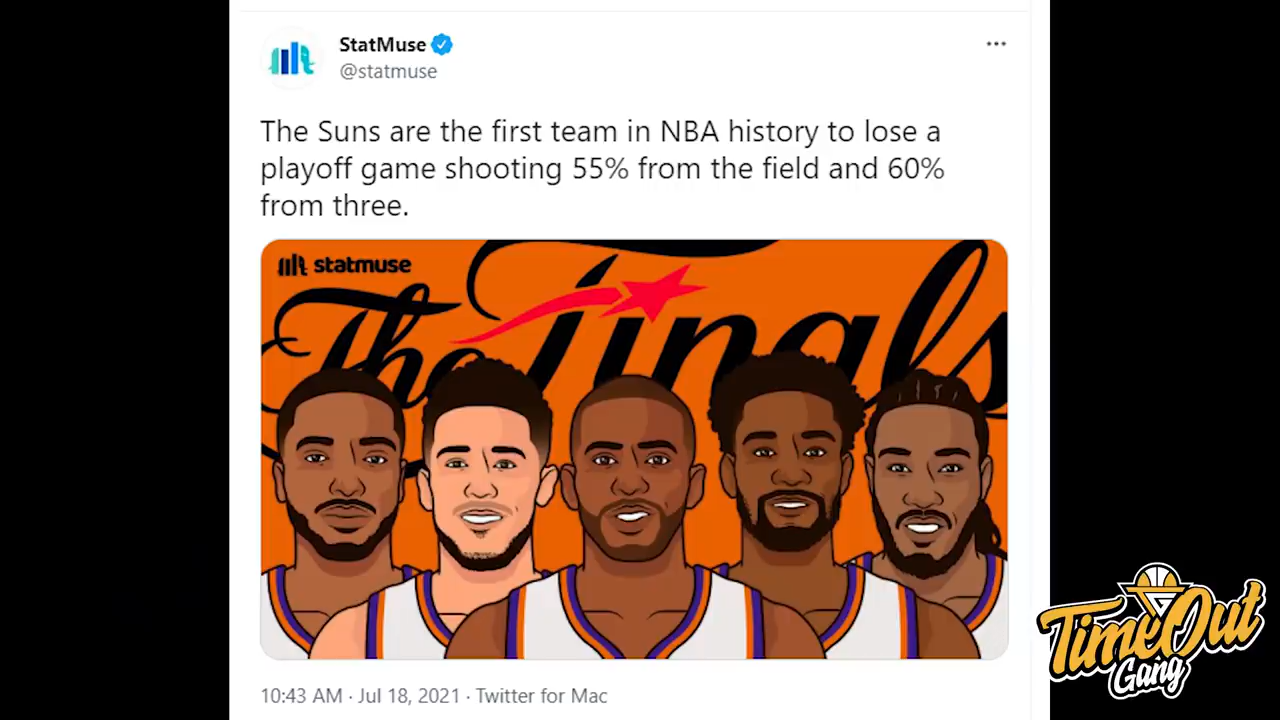 StatMuse
@statmuse
The Suns are the first team in NBA history to lose a
playoff game shooting 55% from the field and 60%
from three.
statmuse
The Finals
10:43 AM · Jul 18, 2021 · Twitter for Mac
TimeOut
Gang